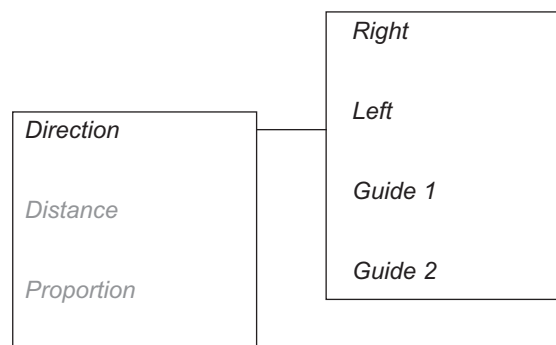 Direction
Distance
Proportion
Right
Left
Guide 1
Guide 2